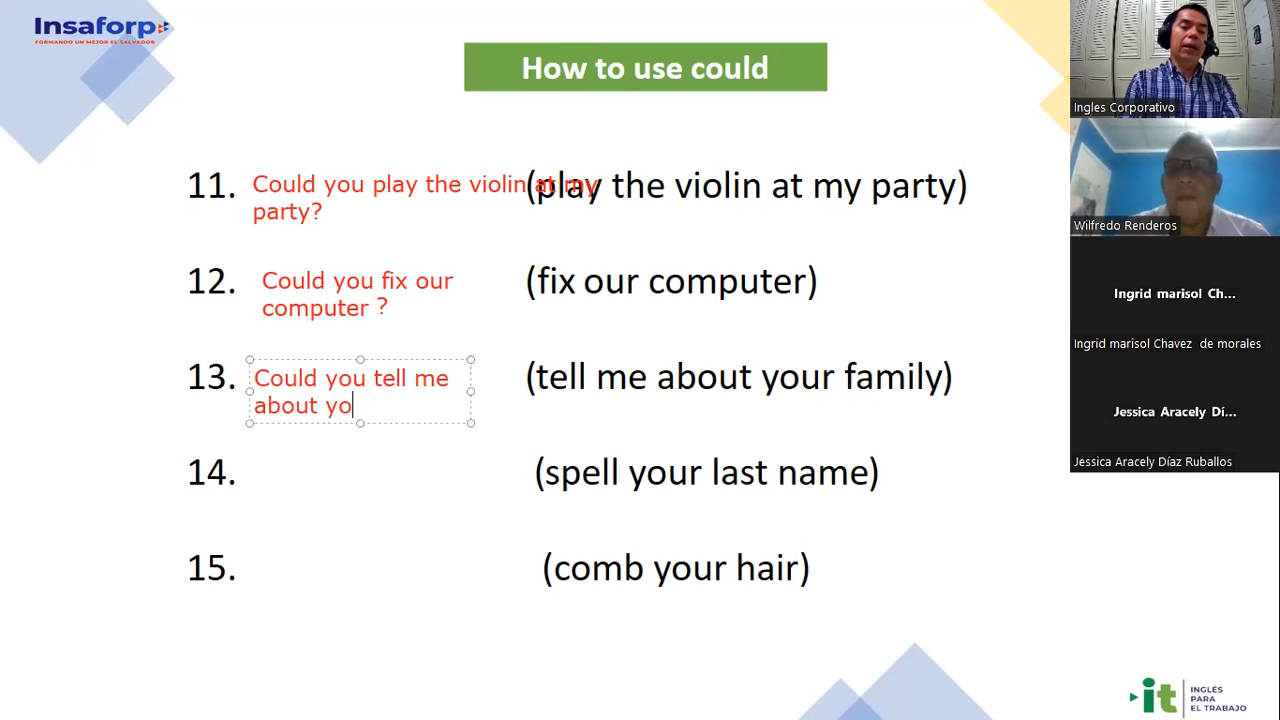 Insaforp
FORMANDO UN MEJOR EL SALVADOR
How to use could
11. Could you play the violin at my (play the violin at my party)
party?
12. Could you fix our (fix our computer)
computer ?
13. Could you tell me (tell me about your family)
about yo
14. (spell your last name)
15. (comb your hair)
Ingles Corporativo
Wilfredo Renderos
Ingrid marisol Ch...
Ingrid marisol Chavez de morales
Jessica Aracely Dí...
Jessica Aracely Díaz Ruballos
it INGLÉS
PARA
EL TRABAJO